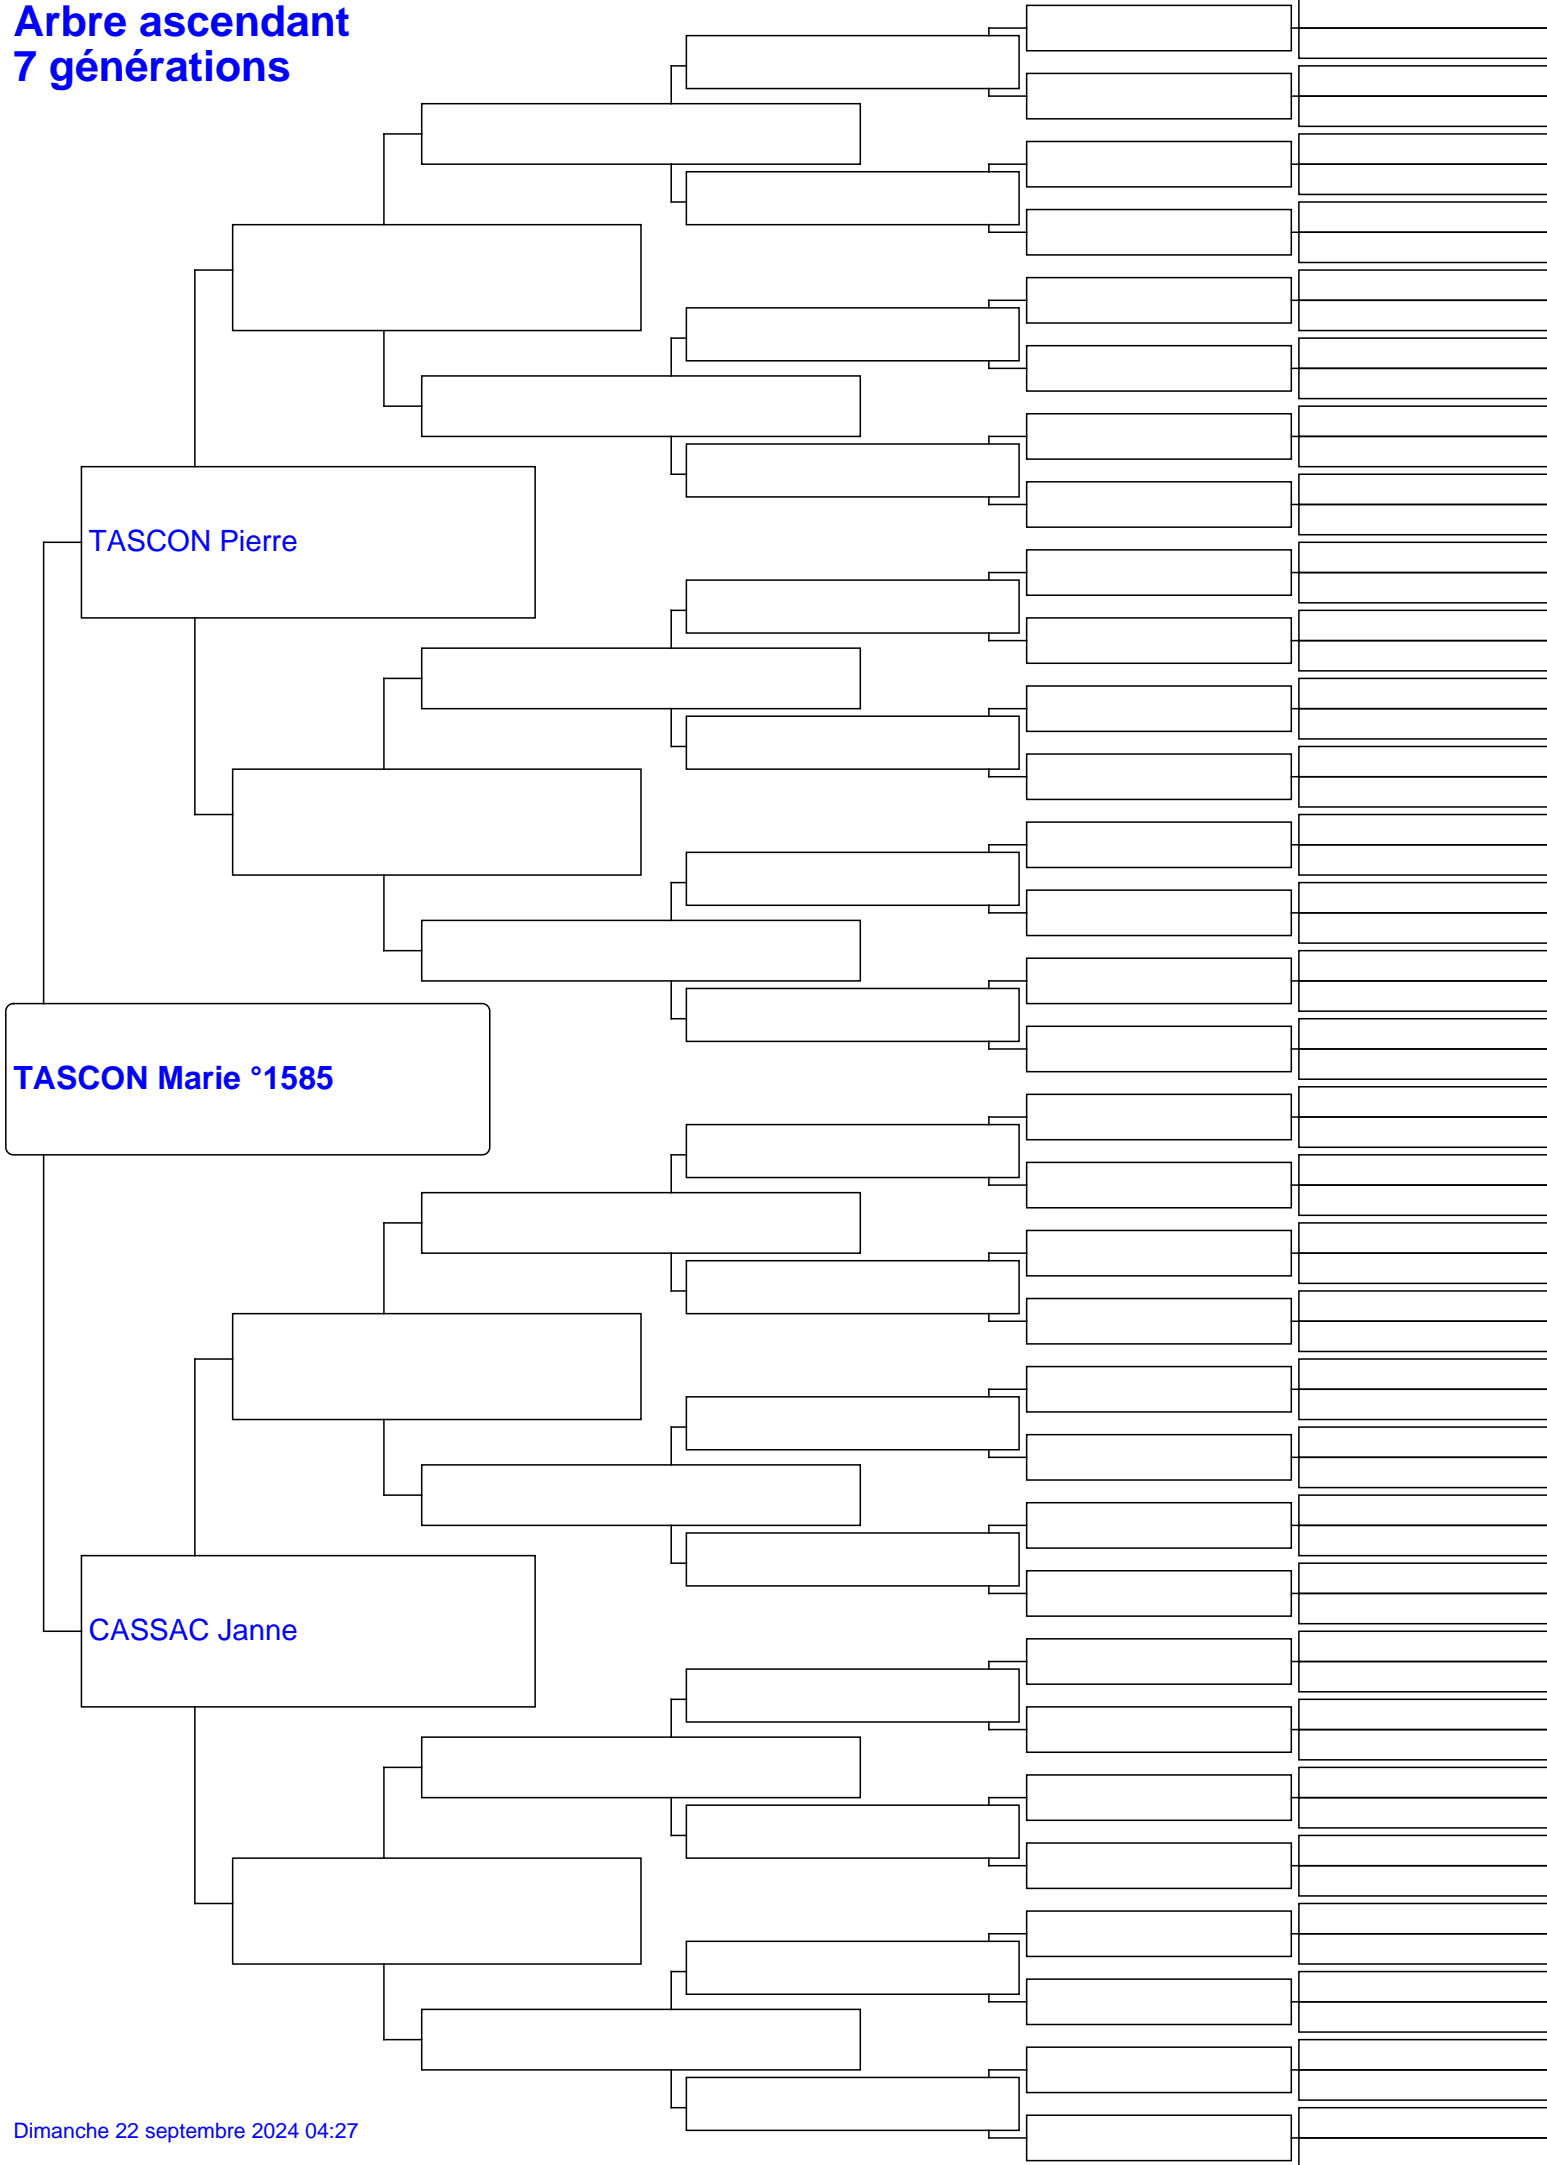 Arbre ascendant
7 générations
TASCON Pierre
TASCON Marie °1585
CASSAC Janne
Dimanche 22 septembre 2024 04:27